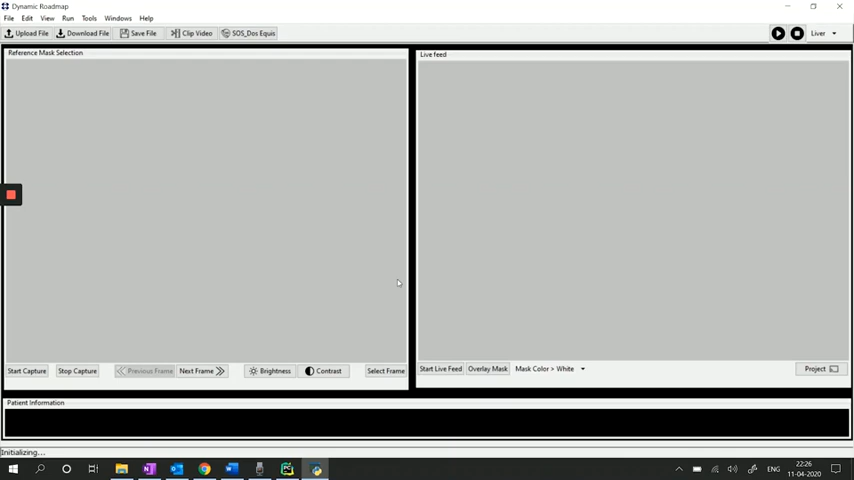 Dynamic Roadmap
File Edit View Run Tools Windows Help
Upload File Download File Save File Clip Video SOS_Dos Equis Liver
Reference Mask Selection
Live feed
Start Capture Stop Capture Previous Frame Next Frame Brightness Contrast Select Frame
Start Live Feed Overlay Mask Mask Color > White Project
Patient Information
Initializing...
ENG
22:26
11-04-2020